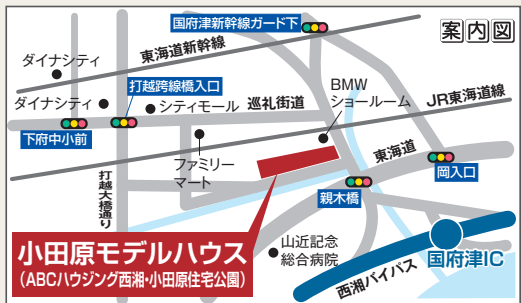 案内図
国府津新幹線ガード下
東海道新幹線
ダイナシティ
ダイナシティ
打越跨線橋入口
シティモール
巡礼街道
BMW
ショールーム
JR東海道線
下府中小前
ファミリー
マート
東海道
岡入口
打越大橋通り
親木橋
小田原モデルハウス
（ABCハウジング西湘・小田原住宅公園）
山近記念
総合病院
西湘バイパス
国府津IC